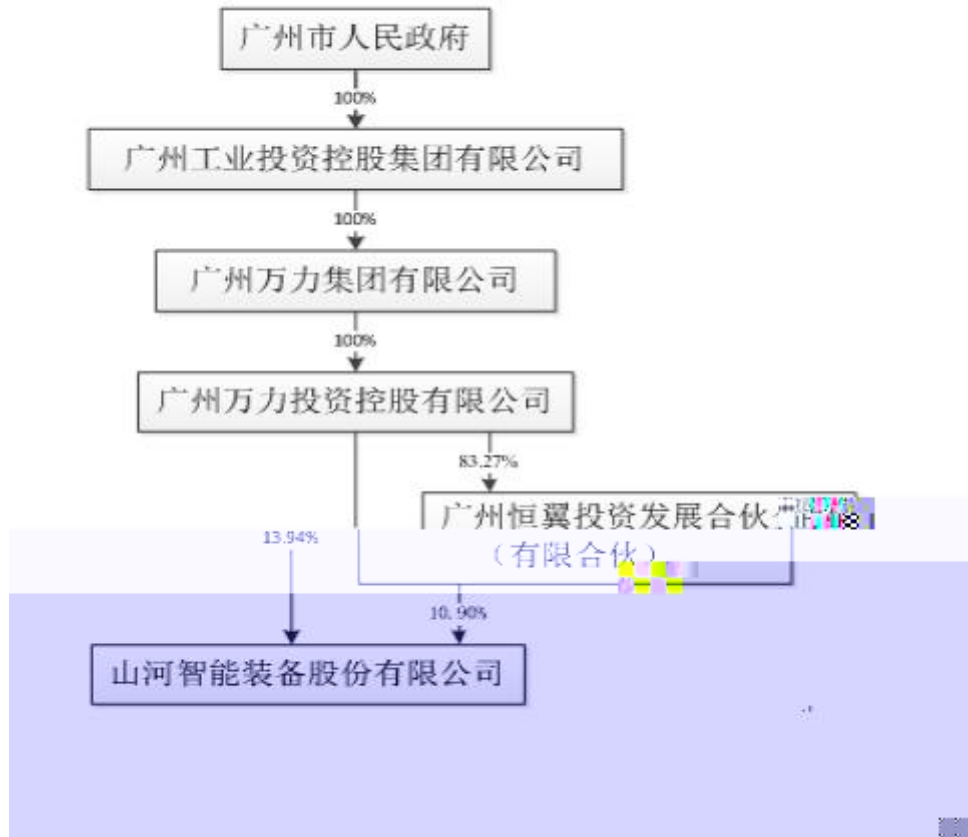 广州市人民政府
100%
广州工业投资控股集团有限公司
100%
广州万力集团有限公司
100%
广州万力投资控股有限公司
83.27%
广州恒翼投资发展合伙
13.94%
（有限合伙）
10.90%
山河智能装备股份有限公司